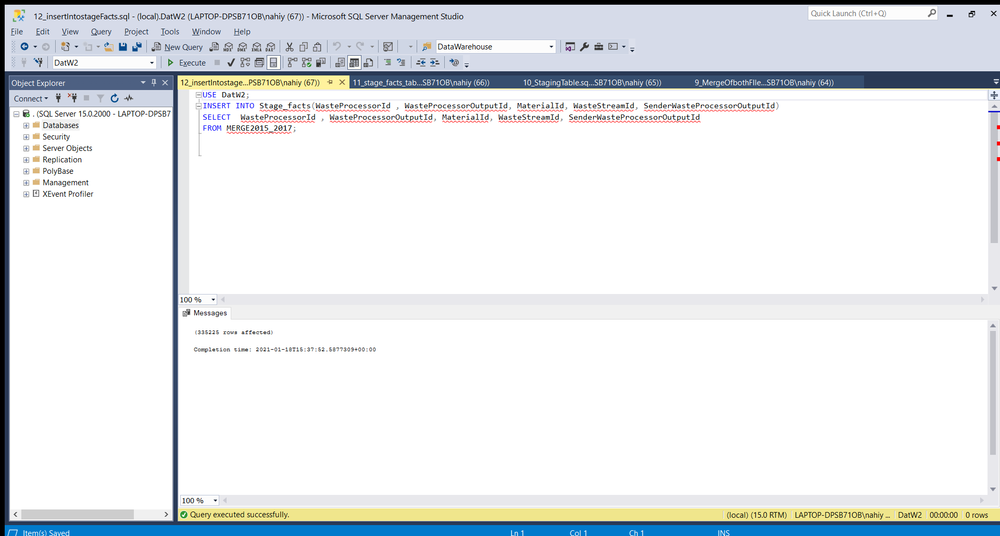 12_insertIntostageFacts.sql - (local).DatW2 (LAPTOP-DPSB71OB\nahiy (67)) - Microsoft SQL Server Management Studio
Quick Launch (Ctrl+Q)
File Edit View Query Project Tools Window Help
New Query
MDX DMX XMLA DAX
DataWarehouse
DatW2
Execute
Object Explorer
12_insertIntostage...PSB71OB\nahiy (67))
11_stage_facts_tab...SB71OB\nahiy (66))
10_StagingTable.sq...SB71OB\nahiy (65))
9_MergeOfbothFIle...SB71OB\nahiy (64))
Connect
. (SQL Server 15.0.2000 - LAPTOP-DPSB7
Databases
Security
Server Objects
Replication
PolyBase
Management
XEvent Profiler
USE DatW2;
INSERT INTO Stage_facts(WasteProcessorId , WasteProcessorOutputId, MaterialId, WasteStreamId, SenderWasteProcessorOutputId)
SELECT  WasteProcessorId , WasteProcessorOutputId, MaterialId, WasteStreamId, SenderWasteProcessorOutputId
FROM MERGE2015_2017;
100 %
Messages
(335225 rows affected)
Completion time: 2021-01-18T15:37:52.5877309+00:00
100 %
Query executed successfully.
(local) (15.0 RTM) LAPTOP-DPSB71OB\nahiy ... DatW2 00:00:00 0 rows
Item(s) Saved
Ln 1 Col 1 Ch 1 INS